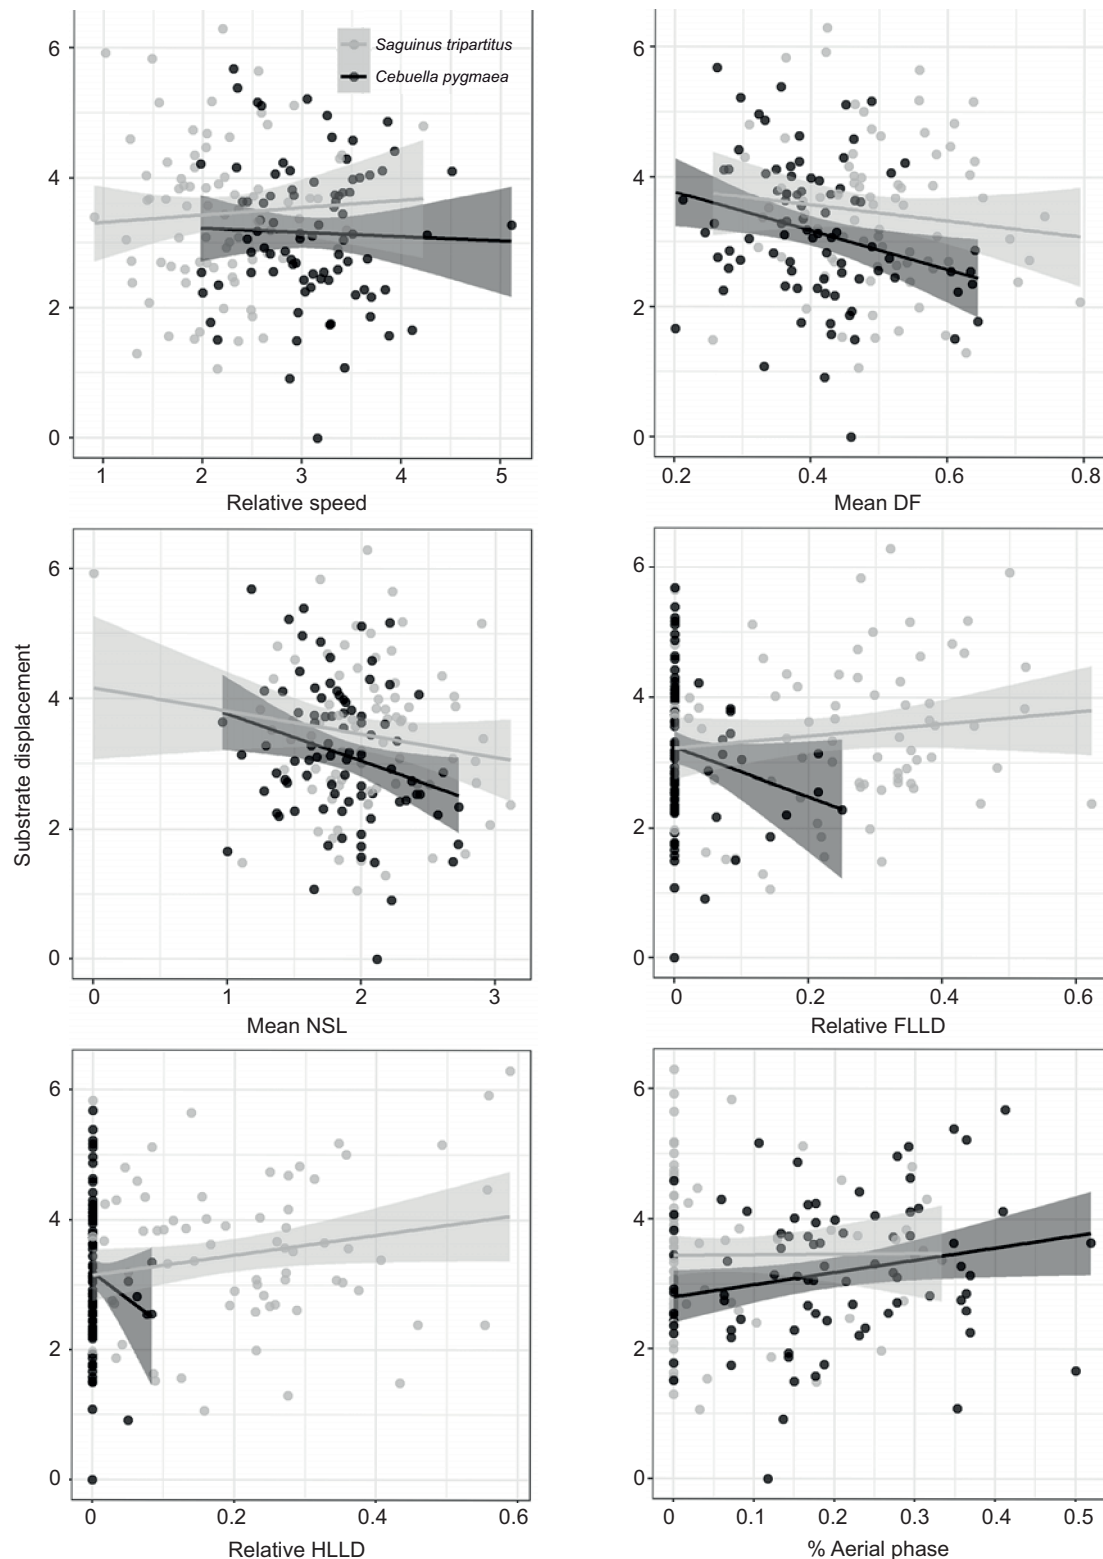 6
4
2
0
Saguinus tripartitus
Cebuella pygmaea
1 2 3 4 5
Relative speed
6
4
2
0
0.2 0.4 0.6 0.8
Mean DF
Substrate displacement
6
4
2
0
0 1 2 3
Mean NSL
6
4
2
0
0 0.2 0.4 0.6
Relative FLLD
6
4
2
0
0 0.2 0.4 0.6
Relative HLLD
6
4
2
0
0 0.1 0.2 0.3 0.4 0.5
% Aerial phase